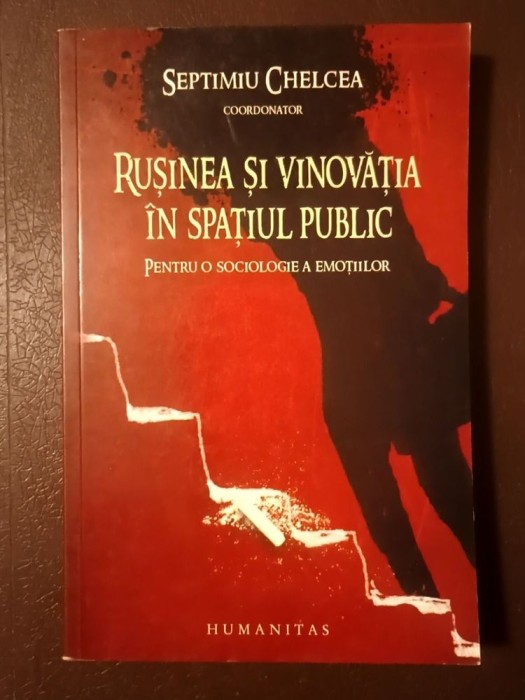 SEPTIMIU CHELCEA
COORDONATOR
RUȘINEA ȘI VINOVĂȚIA
ÎN SPAȚIUL PUBLIC
PENTRU O SOCIOLOGIE A EMOȚIILOR
HUMANITAS